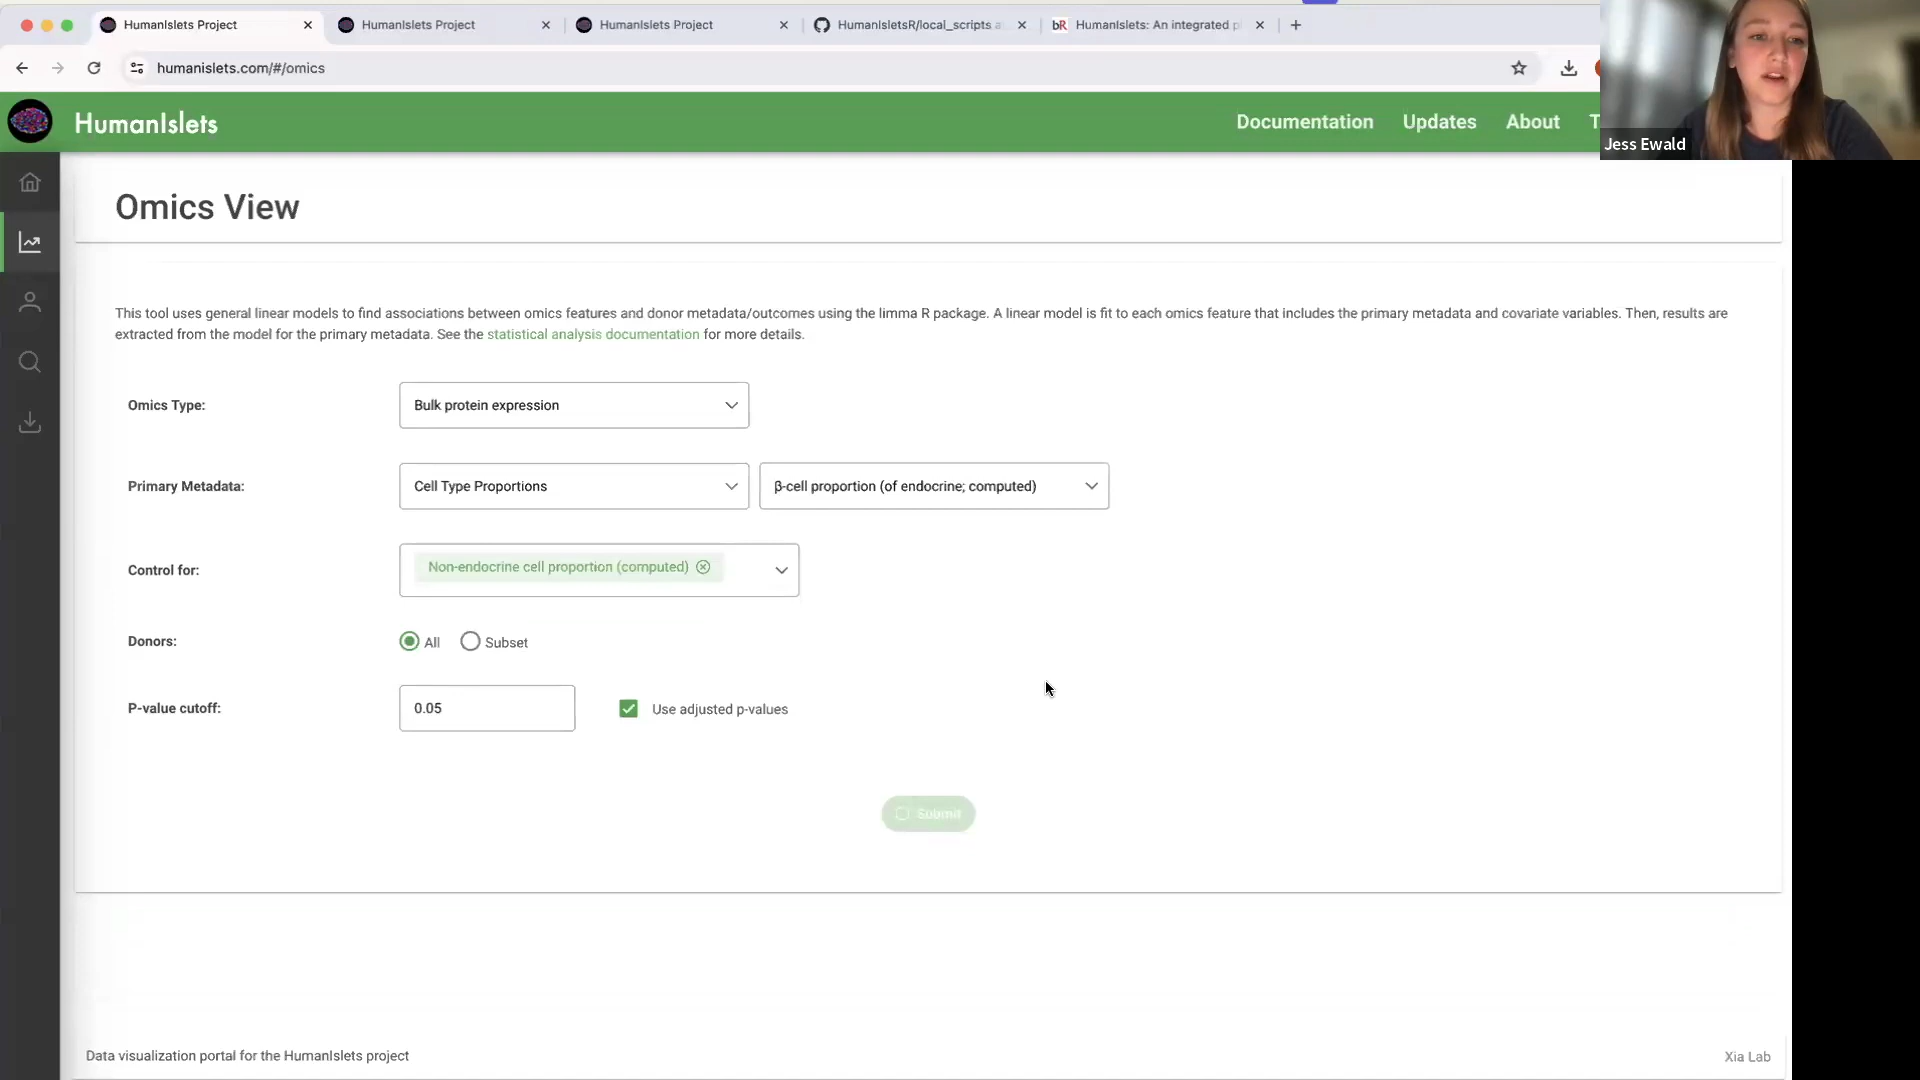 HumanIslets Project
HumanIslets Project
HumanIslets Project
HumanIsletsR/local_scripts a
bR HumanIslets: An integrated p
humanislets.com/#/omics
HumanIslets
Documentation
Updates
About
T
Jess Ewald
Omics View
This tool uses general linear models to find associations between omics features and donor metadata/outcomes using the limma R package. A linear model is fit to each omics feature that includes the primary metadata and covariate variables. Then, results are
extracted from the model for the primary metadata. See the statistical analysis documentation for more details.
Omics Type:
Bulk protein expression
Primary Metadata:
Cell Type Proportions
β-cell proportion (of endocrine; computed)
Control for:
Non-endocrine cell proportion (computed)
Donors:
All
Subset
P-value cutoff:
0.05
Use adjusted p-values
Submit
Data visualization portal for the HumanIslets project
Xia Lab